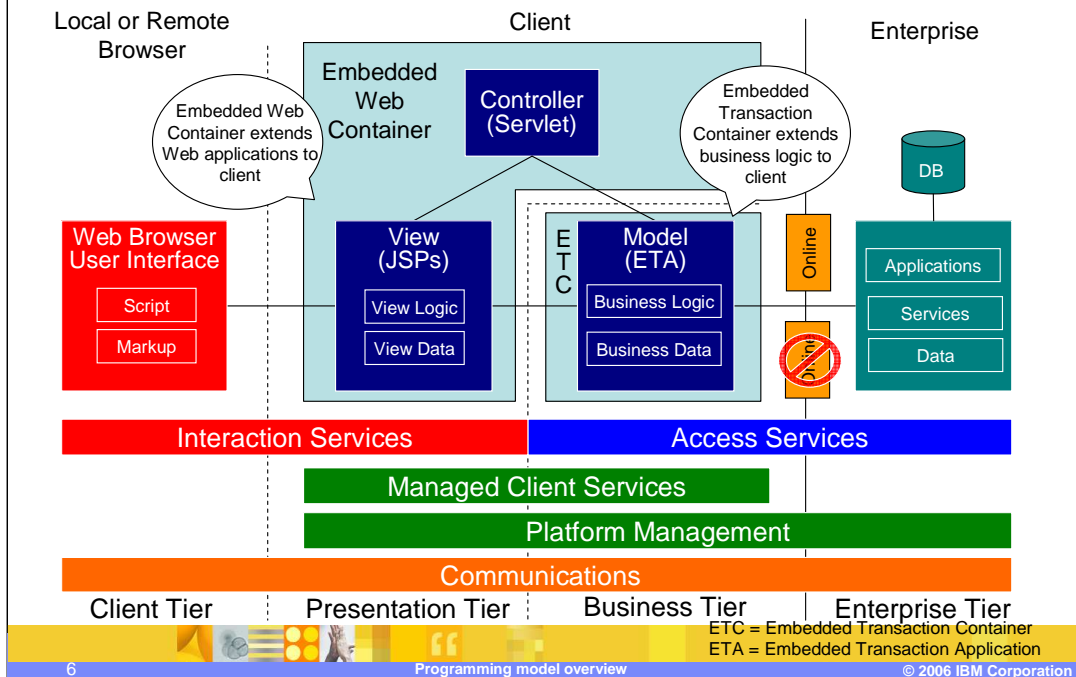 Local or Remote
Browser
Client
Enterprise
Embedded
Web
Container
Controller
(Servlet)
Embedded Web
Container extends
Web applications to
client
Embedded
Transaction
Container extends
business logic to
client
DB
Web Browser
User Interface
Script
Markup
View
(JSPs)
View Logic
View Data
E
T
C
Model
(ETA)
Business Logic
Business Data
Online
Online
Applications
Services
Data
Interaction Services
Access Services
Managed Client Services
Platform Management
Communications
Client Tier
Presentation Tier
Business Tier
Enterprise Tier
ETC = Embedded Transaction Container
ETA = Embedded Transaction Application
6
Programming model overview
© 2006 IBM Corporation